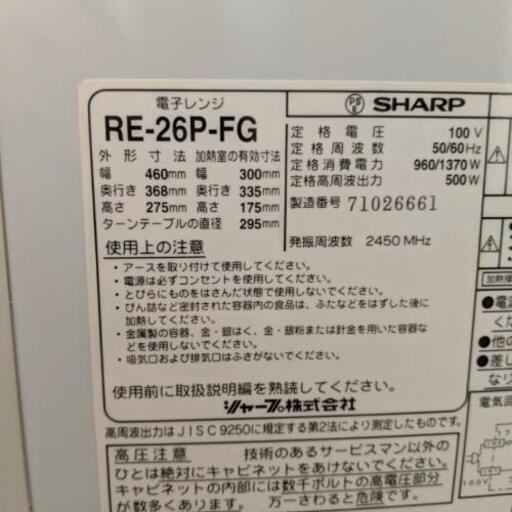 電子レンジ
RE-26P-FG
外形寸法 加熱室の有効寸法
幅 460mm 幅 300mm
奥行き 368mm 奥行き 335mm
高さ 275mm 高さ 175mm
ターンテーブルの直径 295mm
PS E SHARP
定格電圧 100V
定格周波数 50/60Hz
定格消費電力 960/1370W
定格高周波出力 500W
製造番号 71026661
発振周波数 2450MHz
使用上の注意
・アースを取り付けて使用してください。
・電源は必ずコンセントを使用してください。
・とびらにものをはさんだ状態で使用しないでください。
・びん詰など密封された容器内の食品は、ふたなどをはずした後に
加熱してください。
・金属製の容器、金・銀はく、金・銀粉または針金を用いた容器な
どを使用しないでください。
・吸気口および排気口はふさがないでください。
使用前に取扱説明編を熟読してください。
シャープ株式会社
高周波出力はJISC9250に規定する第2法により測定したものです。
高圧注意 技術のあるサービスマン以外の
ひとは絶対にキャビネットをあけないでください。
キャビネットの内部には数千ボルトの高電圧部分
が数多くあります。 万一さわると危険です。
●電
くだ
●他の
●差し
なり
電気回
100V